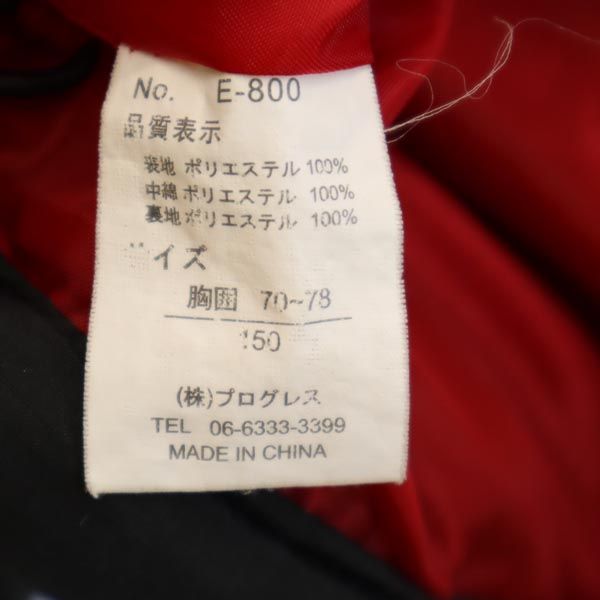 No. E-800
品質表示
表地 ポリエステル 100%
中綿 ポリエステル 100%
裏地 ポリエステル 100%
サイズ
胸囲 70~78
150
(株)プログレス
TEL 06-6333-3399
MADE IN CHINA